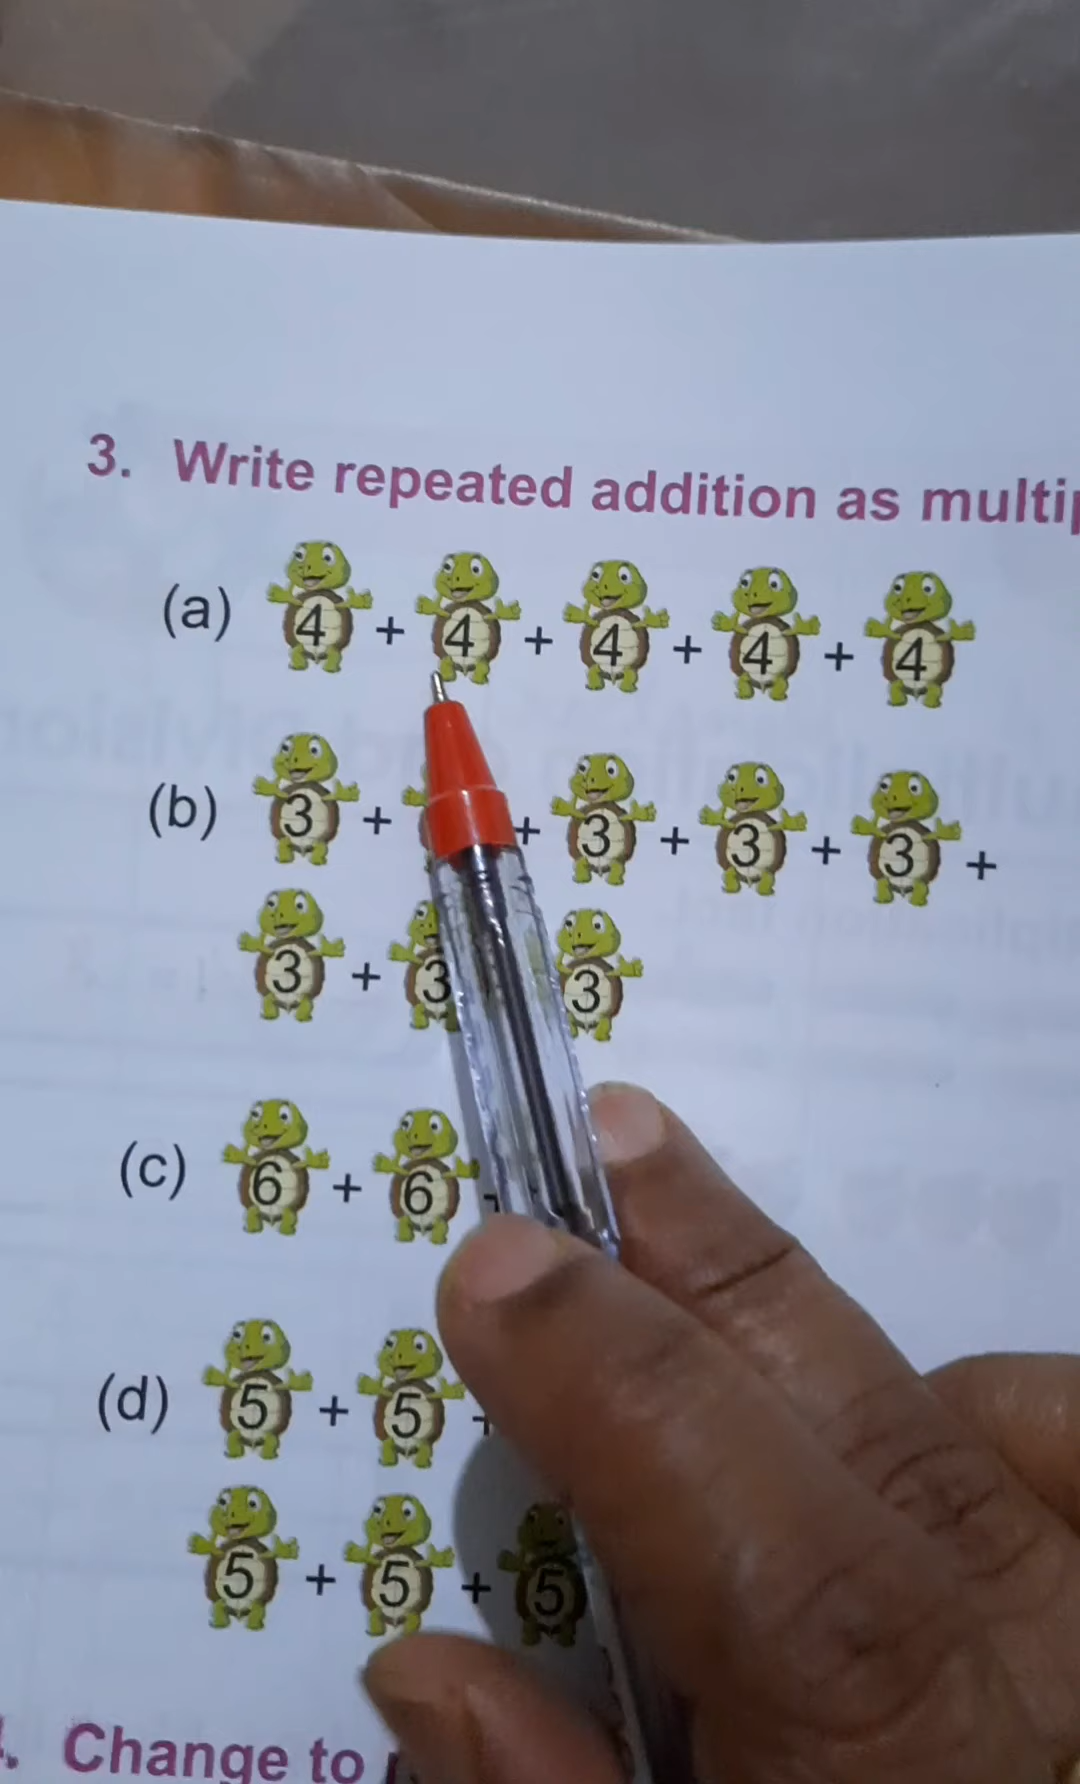 3. Write repeated addition as
(a) 4 + 4 + 4 + 4 + 4
(b) 3 + + 3 + 3 + 3 +
3 + 3 3
(c) 6 + 6
(d) 5 + 5
5 + 5 + 5
. Change to